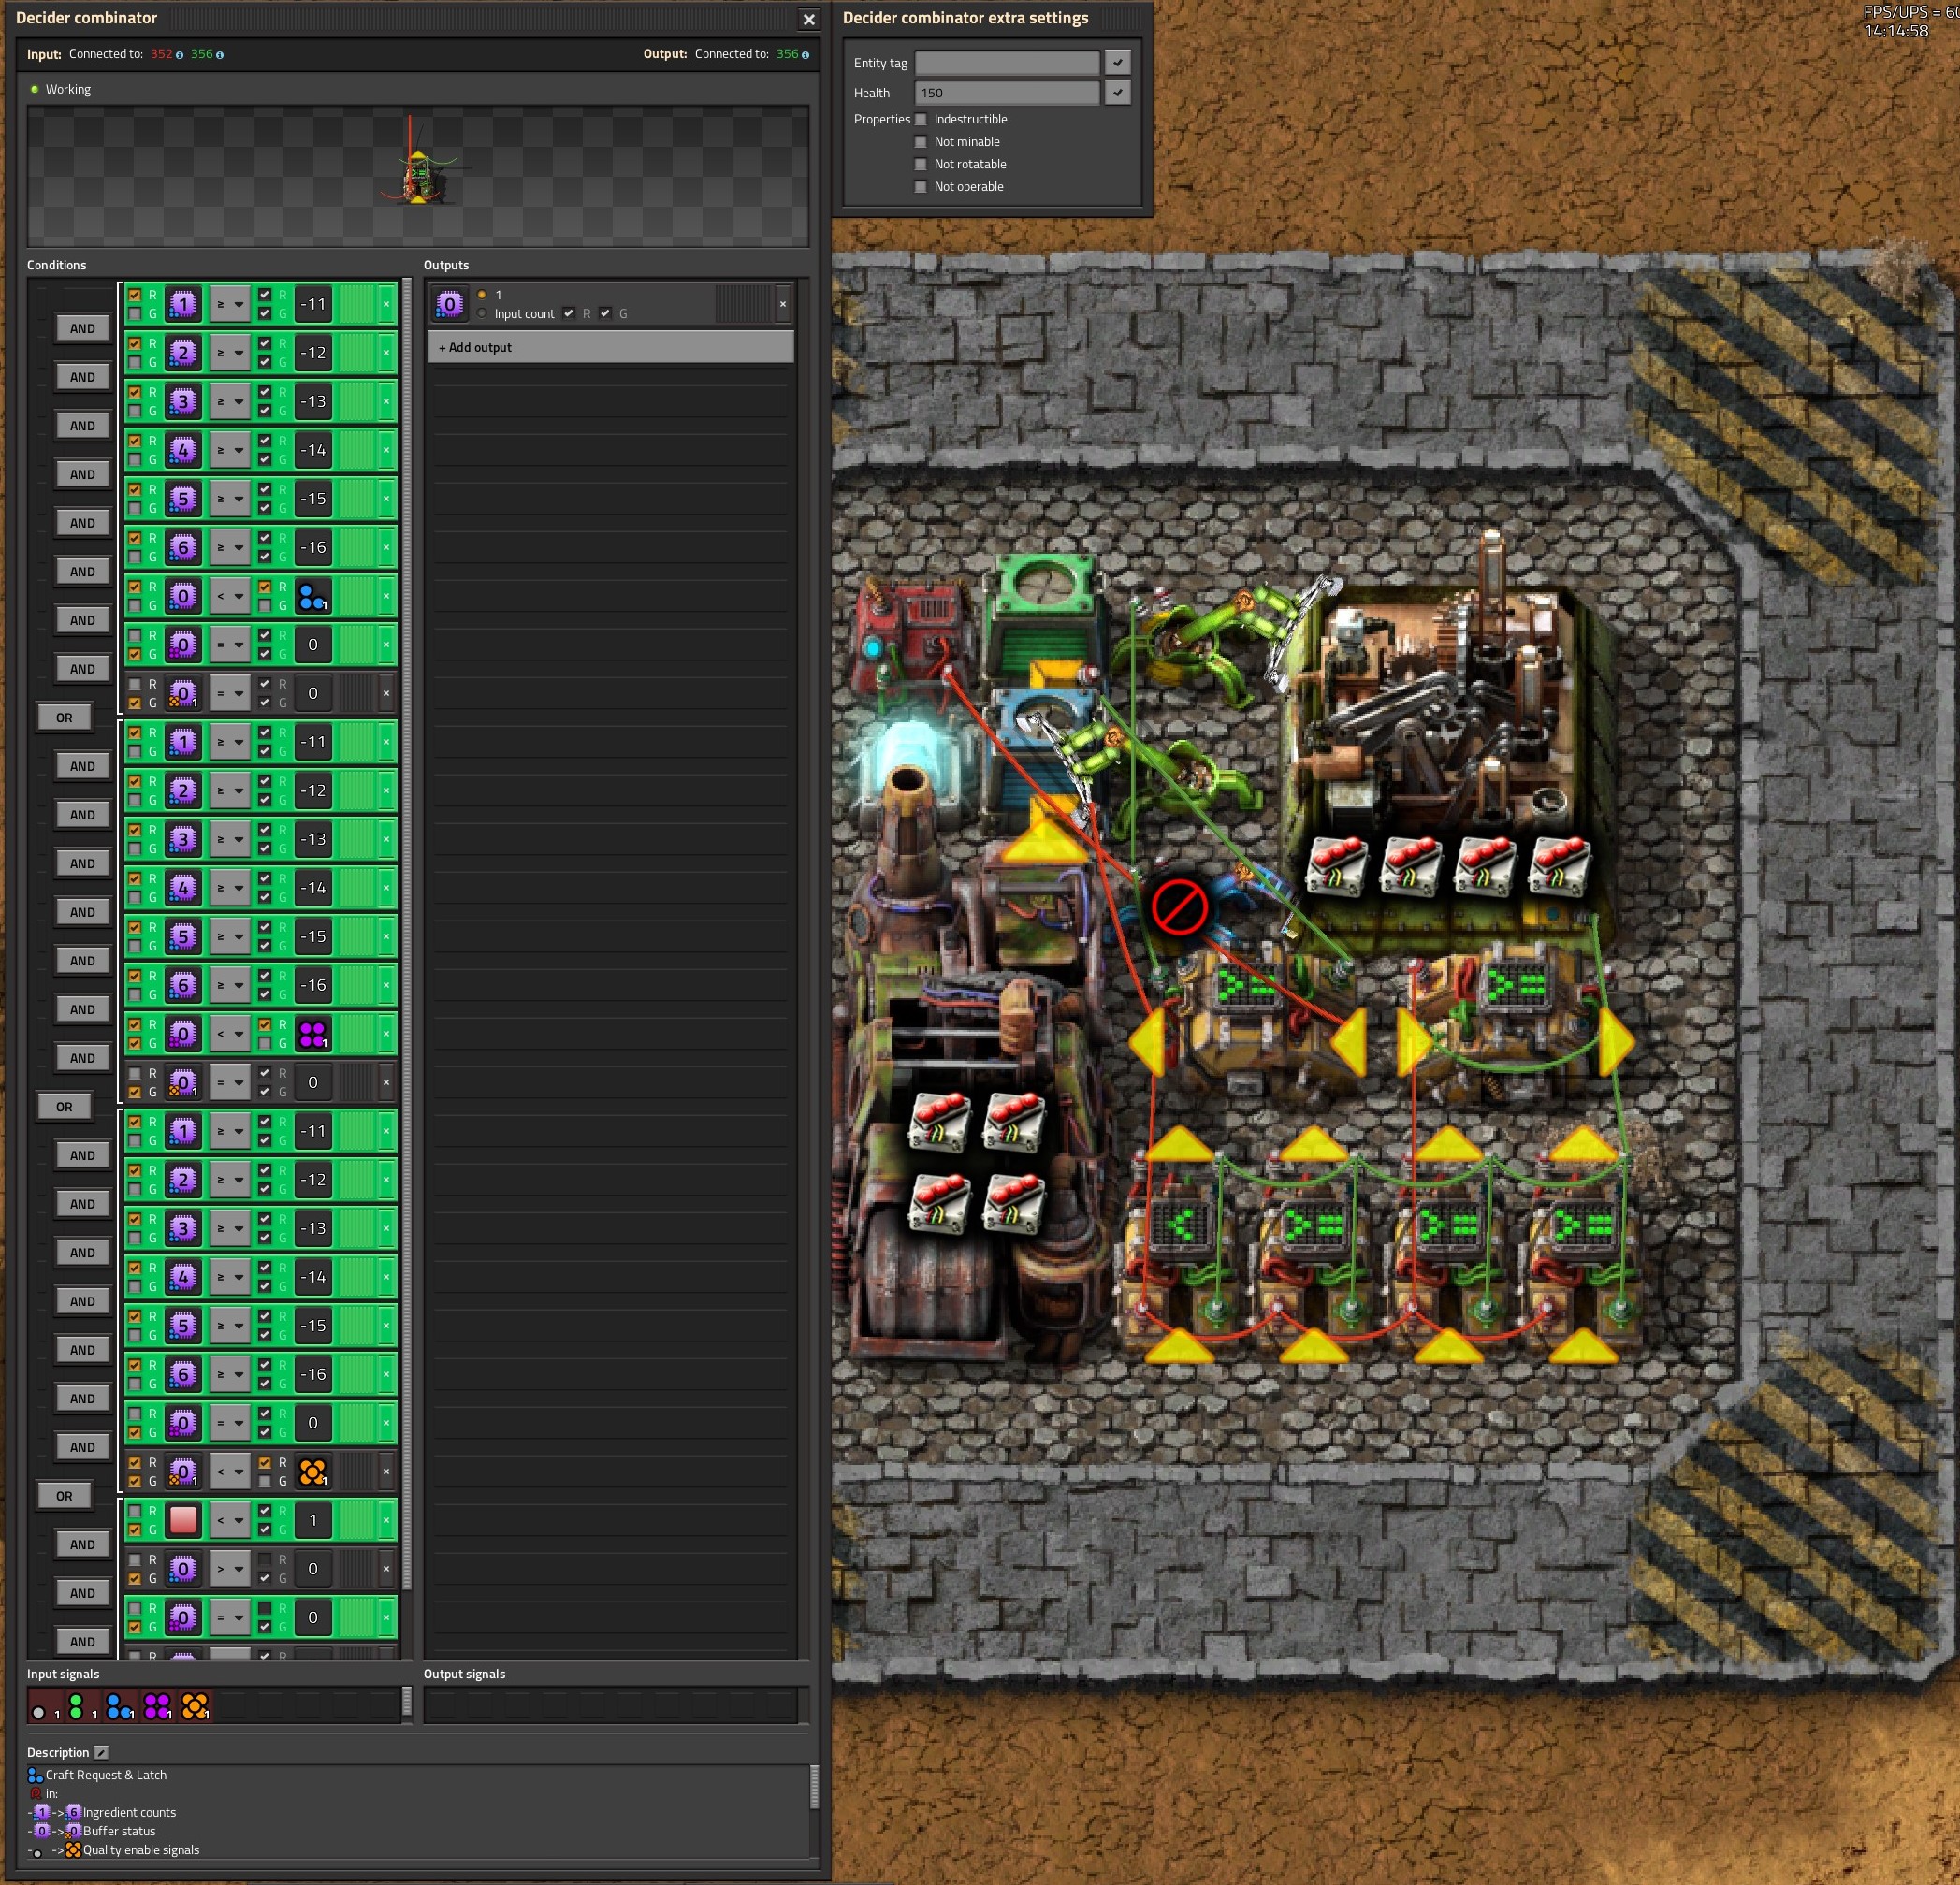 Decider combinator
Input: Connected to: 352 356 Output: Connected to: 356
Working
Conditions
R G 1 ≥ R G -11
AND
R G 2 ≥ R G -12
AND
R G 3 ≥ R G -13
AND
R G 4 ≥ R G -14
AND
R G 5 ≥ R G -15
AND
R G 6 ≥ R G -16
AND
R G 0 < R G 1
AND
R G 0 = R G 0
AND
R G 0 1 = R G 0
OR
R G 1 ≥ R G -11
AND
R G 2 ≥ R G -12
AND
R G 3 ≥ R G -13
AND
R G 4 ≥ R G -14
AND
R G 5 ≥ R G -15
AND
R G 6 ≥ R G -16
AND
R G 0 < R G 1
AND
R G 0 1 = R G 0
OR
R G 1 ≥ R G -11
AND
R G 2 ≥ R G -12
AND
R G 3 ≥ R G -13
AND
R G 4 ≥ R G -14
AND
R G 5 ≥ R G -15
AND
R G 6 ≥ R G -16
AND
R G 0 = R G 0
AND
R G 0 1 < R G 1
OR
R G < R G 1
AND
R G 0 > R G 0
AND
R G 0 = R G 0
AND
R R
Outputs
0 1
Input count R G
+ Add output
Input signals
1 1 1 1 1
Output signals
Description
Craft Request & Latch
R in:
- 1 -> 6 Ingredient counts
- 0 -> 0 Buffer status
- -> Quality enable signals
Decider combinator extra settings
Entity tag
Health 150
Properties Indestructible
Not minable
Not rotatable
Not operable
FPS/UPS = 60
14:14:58